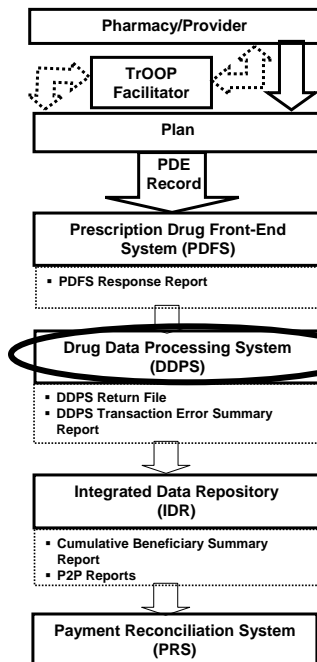 Pharmacy/Provider
TrOOP
Facilitator
Plan
PDE
Record
Prescription Drug Front-End
System (PDFS)
▪ PDFS Response Report
Drug Data Processing System
(DDPS)
▪ DDPS Return File
▪ DDPS Transaction Error Summary
Report
Integrated Data Repository
(IDR)
▪ Cumulative Beneficiary Summary
Report
▪ P2P Reports
Payment Reconciliation System
(PRS)